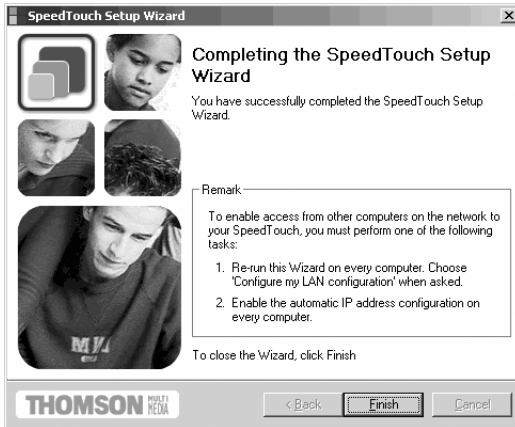 SpeedTouch Setup Wizard
Completing the SpeedTouch Setup
Wizard
You have successfully completed the SpeedTouch Setup
Wizard.
Remark
To enable access from other computers on the network to
your SpeedTouch, you must perform one of the following
tasks:
1. Re-run this Wizard on every computer. Choose
'Configure my LAN configuration' when asked.
2. Enable the automatic IP address configuration on
every computer.
To close the Wizard, click Finish
THOMSON MULTI
MEDIA
< Back Finish Cancel